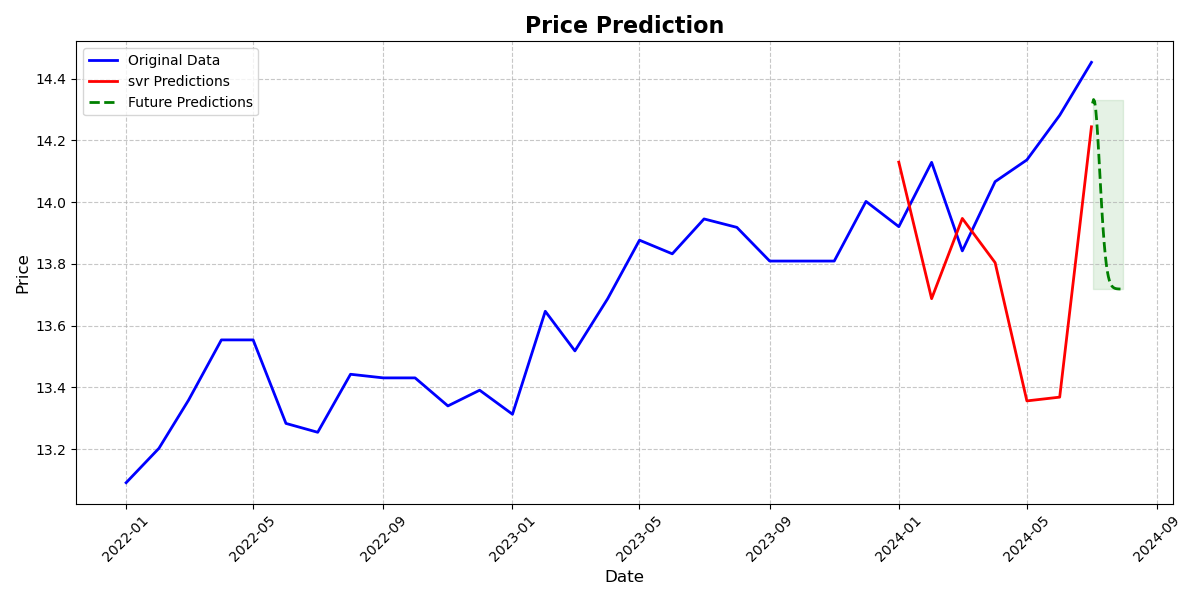 Price Prediction
Original Data
svr Predictions
Future Predictions
14.4
14.2
14.0
13.8
13.6
13.4
13.2
Price
2022-01
2022-05
2022-09
2023-01
2023-05
2023-09
2024-01
2024-05
2024-09
Date